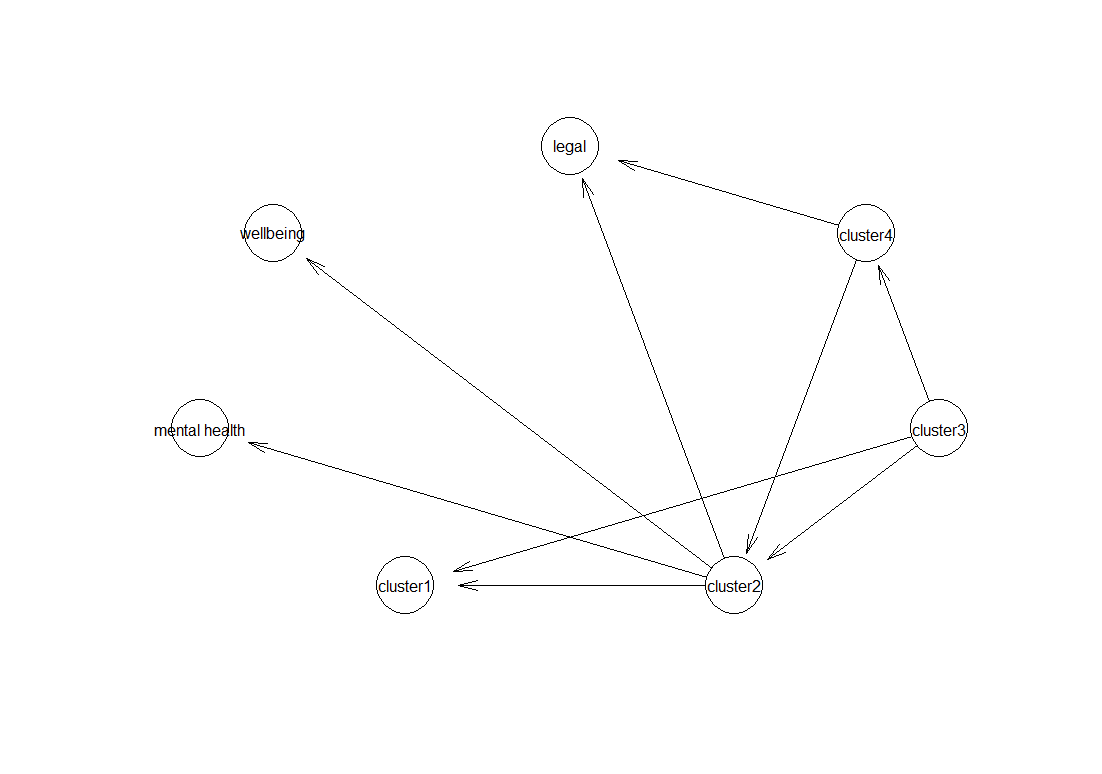 legal
wellbeing
cluster4
mental health
cluster3
cluster1
cluster2